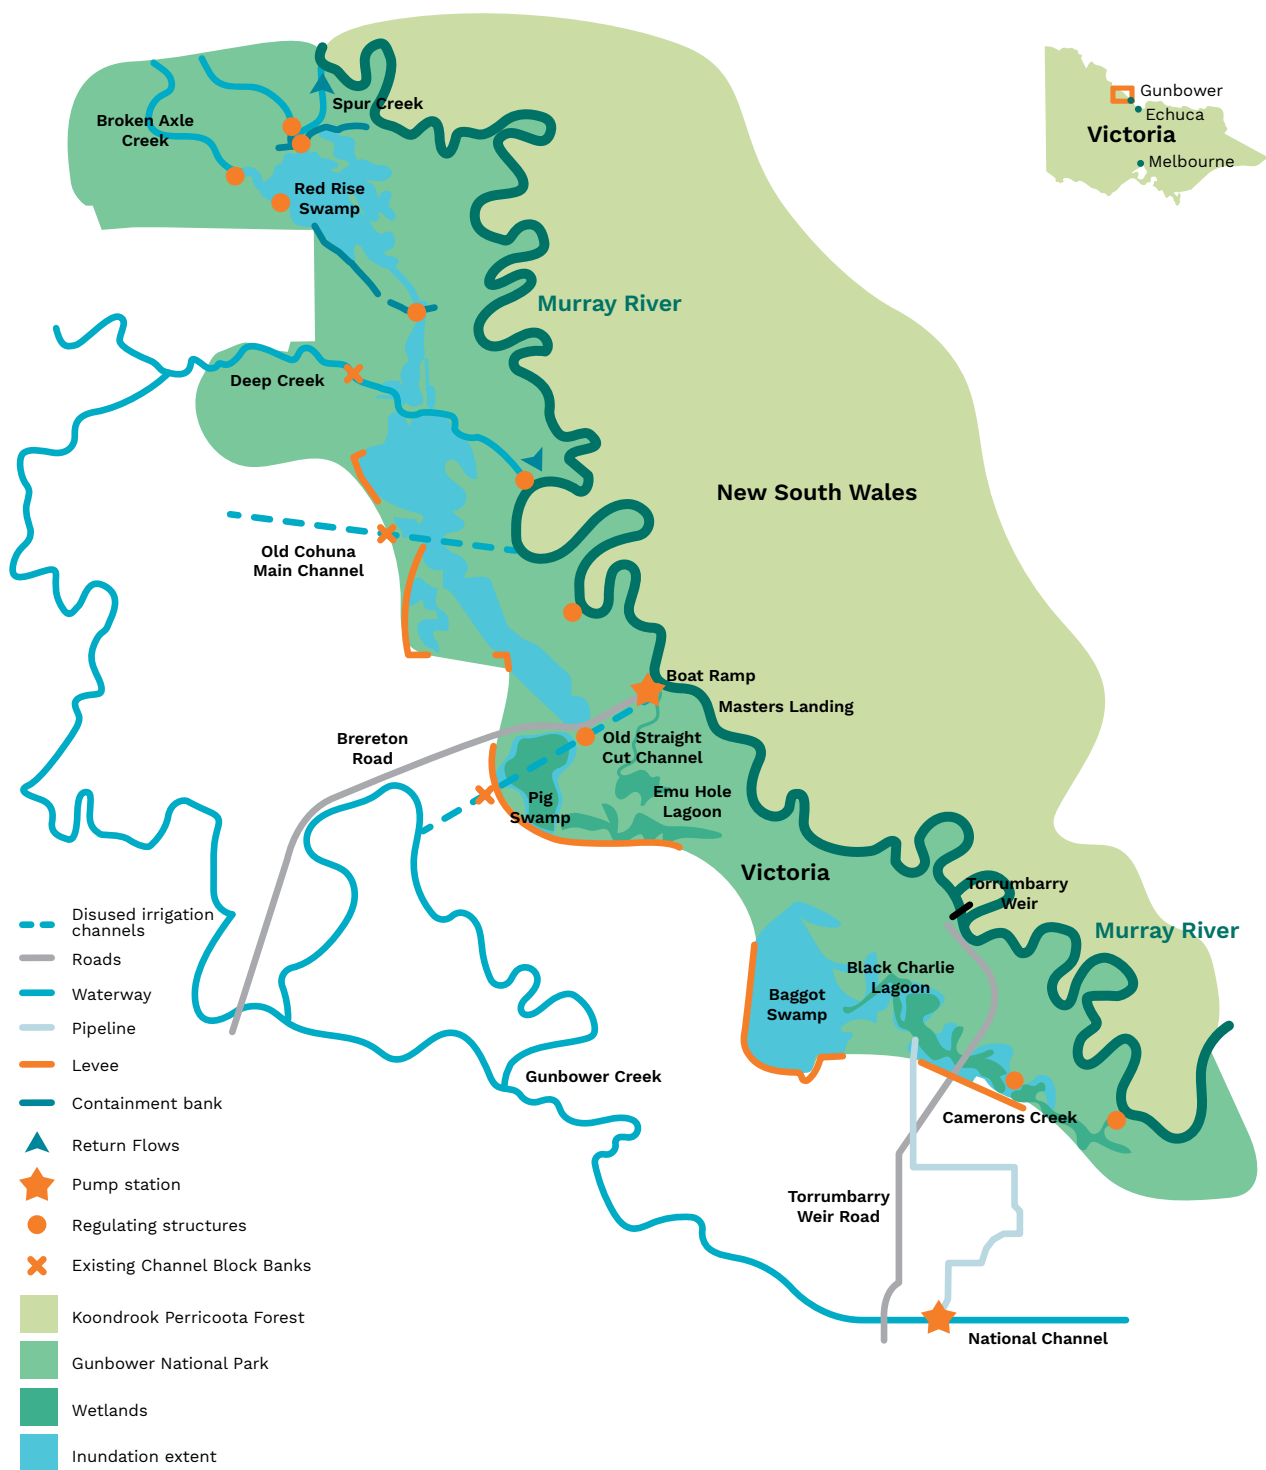 Gunbower
Echuca
Victoria
Melbourne
Spur Creek
Broken Axle
Creek
Red Rise
Swamp
Murray River
Deep Creek
New South Wales
Old Cohuna
Main Channel
Boat Ramp
Masters Landing
Brereton
Road
Old Straight
Cut Channel
Emu Hole
Lagoon
Pig
Swamp
Victoria
Torrumbarry
Weir
Murray River
Black Charlie
Lagoon
Baggot
Swamp
Gunbower Creek
Camerons Creek
Torrumbarry
Weir Road
National Channel
Disused irrigation
channels
Roads
Waterway
Pipeline
Levee
Containment bank
Return Flows
Pump station
Regulating structures
Existing Channel Block Banks
Koondrook Perricoota Forest
Gunbower National Park
Wetlands
Inundation extent